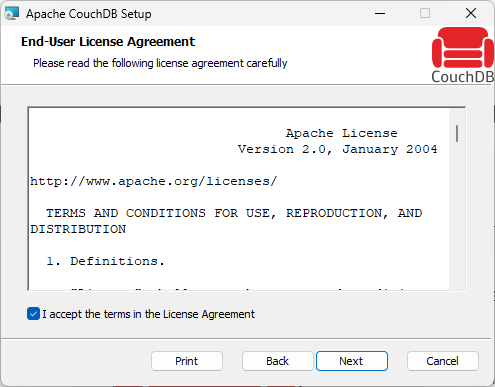 Apache CouchDB Setup
End-User License Agreement
Please read the following license agreement carefully
CouchDB
Apache License
Version 2.0, January 2004
http://www.apache.org/licenses/
TERMS AND CONDITIONS FOR USE, REPRODUCTION, AND
DISTRIBUTION
1. Definitions.
I accept the terms in the License Agreement
Print
Back
Next
Cancel